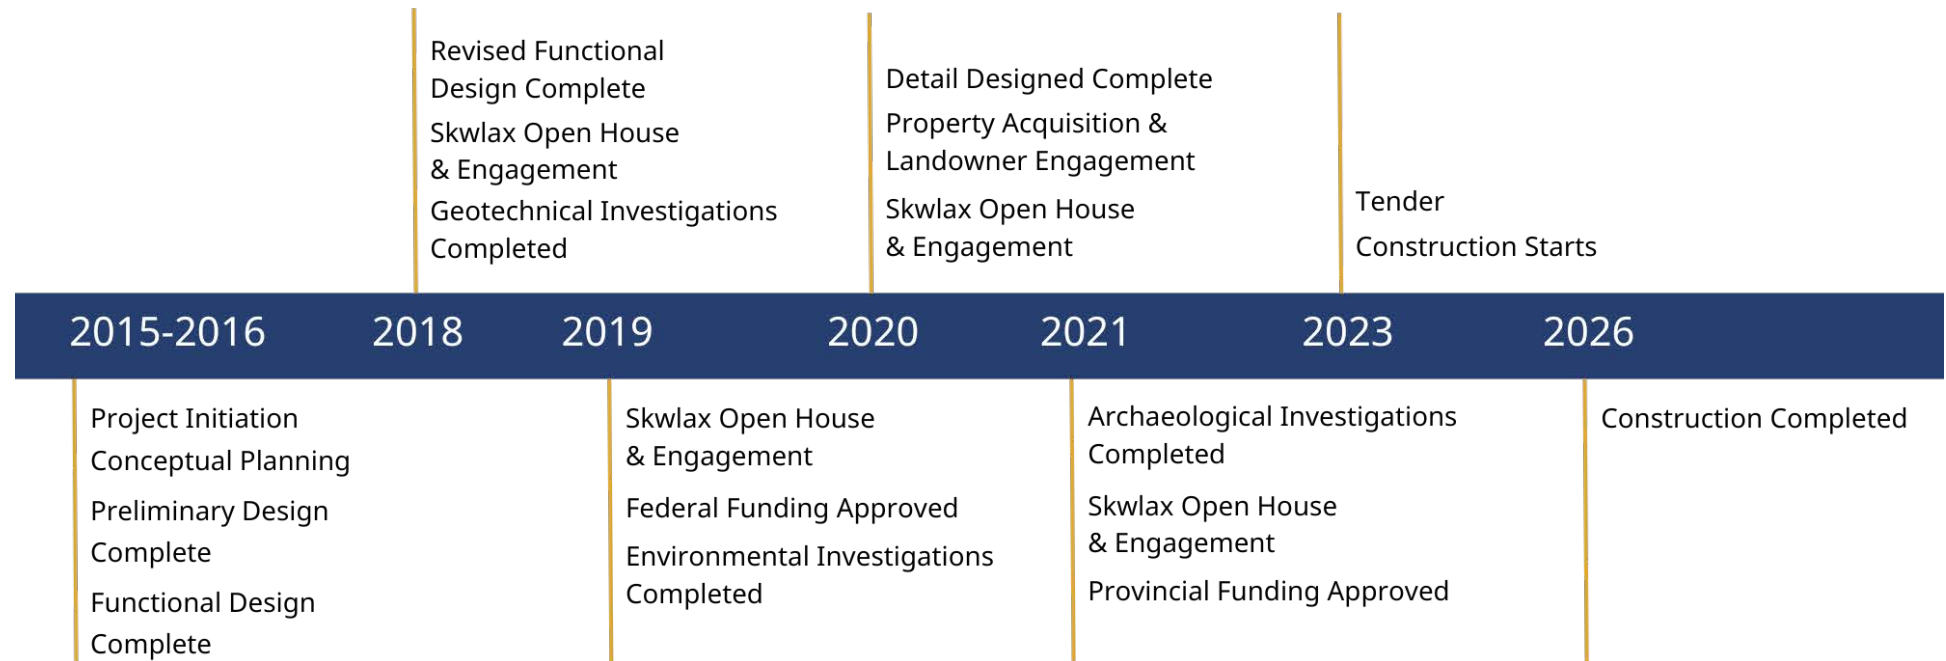 Revised Functional
Design Complete
Skwlax Open House
& Engagement
Geotechnical Investigations
Completed
Detail Designed Complete
Property Acquisition &
Landowner Engagement
Skwlax Open House
& Engagement
Tender
Construction Starts
2015-2016 2018 2019 2020 2021 2023 2026
Project Initiation
Conceptual Planning
Preliminary Design
Complete
Functional Design
Complete
Skwlax Open House
& Engagement
Federal Funding Approved
Environmental Investigations
Completed
Archaeological Investigations
Completed
Skwlax Open House
& Engagement
Provincial Funding Approved
Construction Completed